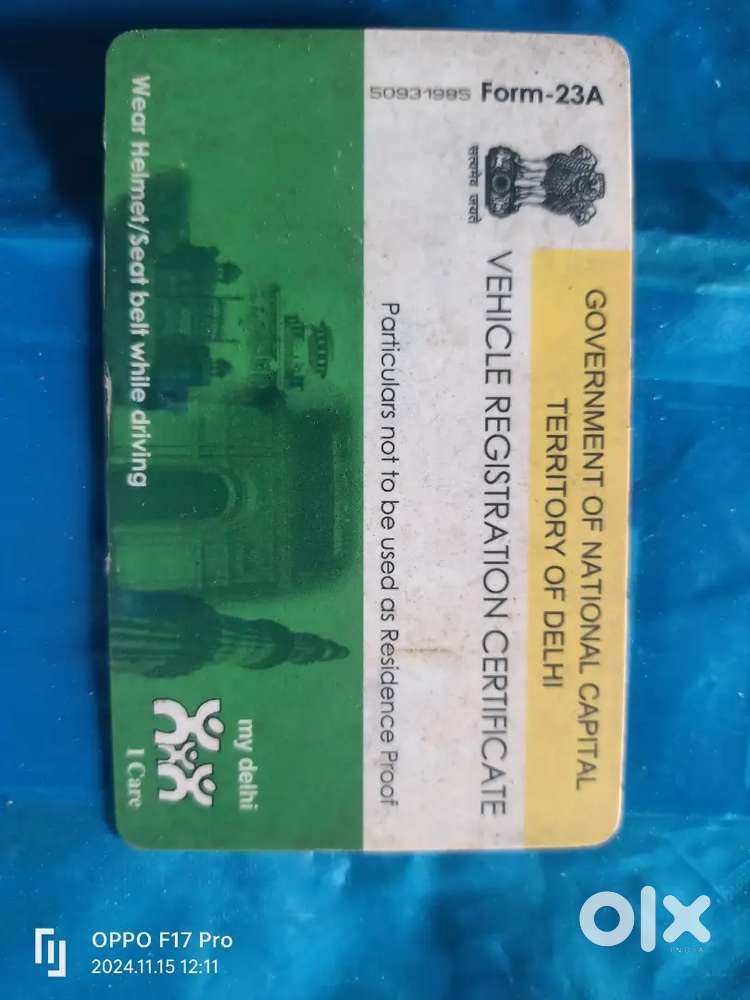 50931985 Form-23A
सत्यमेव जयते
GOVERNMENT OF NATIONAL CAPITAL
TERRITORY OF DELHI
VEHICLE REGISTRATION CERTIFICATE
Particulars not to be used as Residence Proof
my delhi
I Care
Wear Helmet/Seat belt while driving
OPPO F17 Pro
2024.11.15 12:11
olx
INDIA